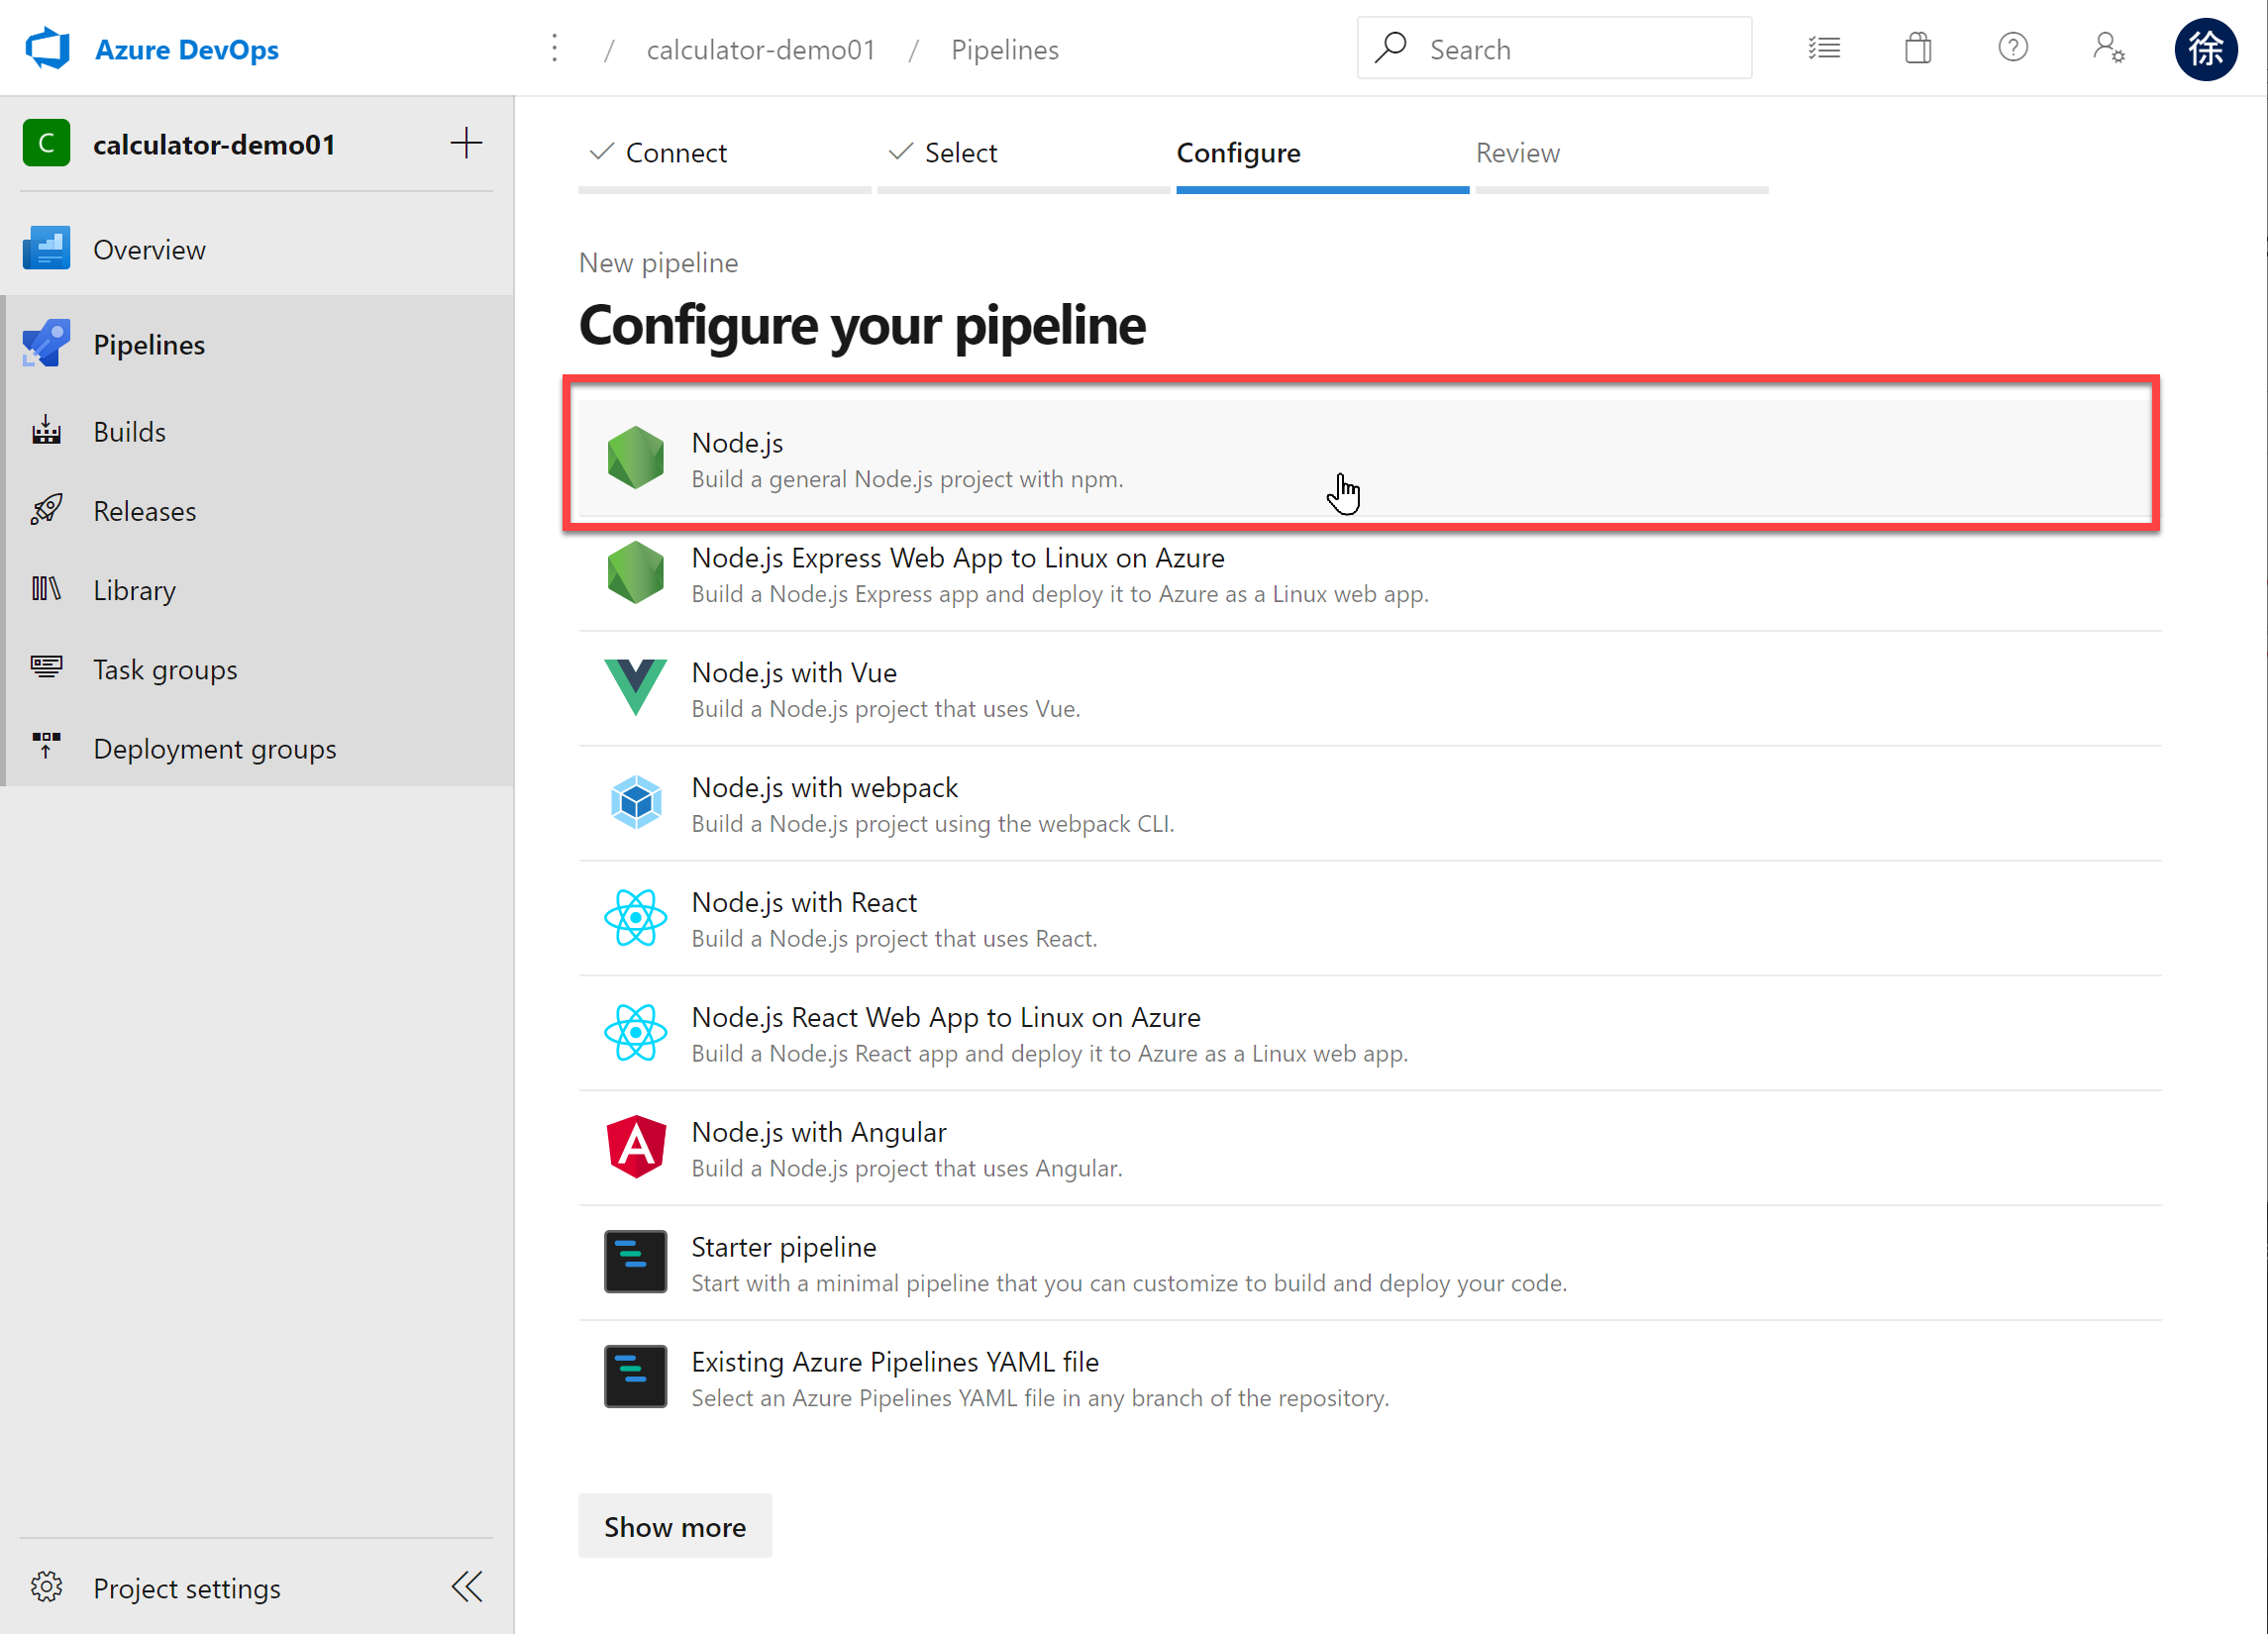 Azure DevOps
/ calculator-demo01 / Pipelines
Search
徐
C calculator-demo01
Overview
Pipelines
Builds
Releases
Library
Task groups
Deployment groups
Project settings
Connect
Select
Configure
Review
New pipeline
Configure your pipeline
Node.js
Build a general Node.js project with npm.
Node.js Express Web App to Linux on Azure
Build a Node.js Express app and deploy it to Azure as a Linux web app.
Node.js with Vue
Build a Node.js project that uses Vue.
Node.js with webpack
Build a Node.js project using the webpack CLI.
Node.js with React
Build a Node.js project that uses React.
Node.js React Web App to Linux on Azure
Build a Node.js React app and deploy it to Azure as a Linux web app.
Node.js with Angular
Build a Node.js project that uses Angular.
Starter pipeline
Start with a minimal pipeline that you can customize to build and deploy your code.
Existing Azure Pipelines YAML file
Select an Azure Pipelines YAML file in any branch of the repository.
Show more